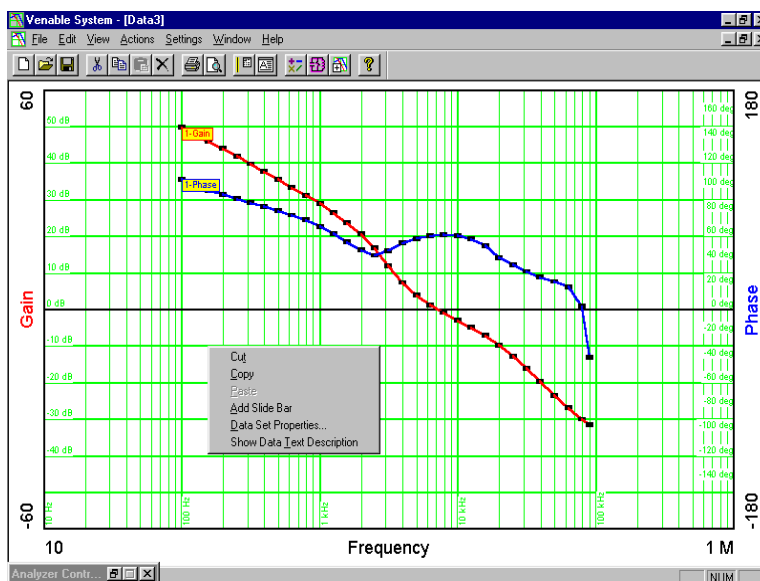 Venable System - [Data3]
File Edit View Actions Settings Window Help
60
180
50 dB
40 dB
30 dB
20 dB
10 dB
0 dB
-10 dB
-20 dB
-30 dB
-40 dB
160 deg
140 deg
120 deg
100 deg
80 deg
60 deg
40 deg
20 deg
0 deg
-20 deg
-40 deg
-60 deg
-80 deg
-100 deg
-120 deg
-140 deg
1-Gain
1-Phase
Gain
Phase
Cut
Copy
Paste
Add Slide Bar
Data Set Properties...
Show Data Text Description
10 Hz
100 Hz
1 kHz
10 kHz
100 kHz
-60
-180
10
Frequency
1 M
Analyzer Contr...
NUM